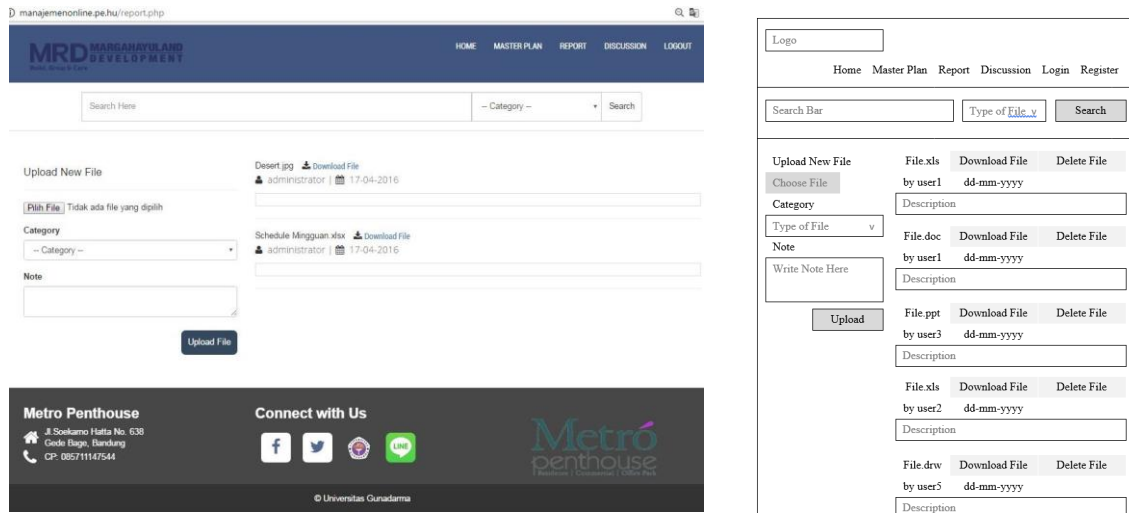 manajemenonline.pe.hu/report.php
MRD MARGAHAYULAND
DEVELOPMENT
HOME MASTER PLAN REPORT DISCUSSION LOGOUT
Search Here
-- Category --
Search
Upload New File
Pilih File Tidak ada file yang dipilih
Category
-- Category --
Note
Upload File
Desert.jpg Download File
administrator | 17-04-2016
Schedule Mingguan.xlsx Download File
administrator | 17-04-2016
Metro Penthouse
Jl.Soekarno Hatta No. 638
Gede Bage, Bandung
CP: 085711147544
Connect with Us
LINE
Metro
penthouse
© Universitas Gunadarma
Logo
Home Master Plan Report Discussion Login Register
Search Bar
Type of File v
Search
Upload New File
Choose File
Category
Type of File v
Note
Write Note Here
Upload
File.xls Download File Delete File
by user1 dd-mm-yyyy
Description
File.doc Download File Delete File
by user1 dd-mm-yyyy
Description
File.ppt Download File Delete File
by user3 dd-mm-yyyy
Description
File.xls Download File Delete File
by user2 dd-mm-yyyy
Description
File.drw Download File Delete File
by user5 dd-mm-yyyy
Description